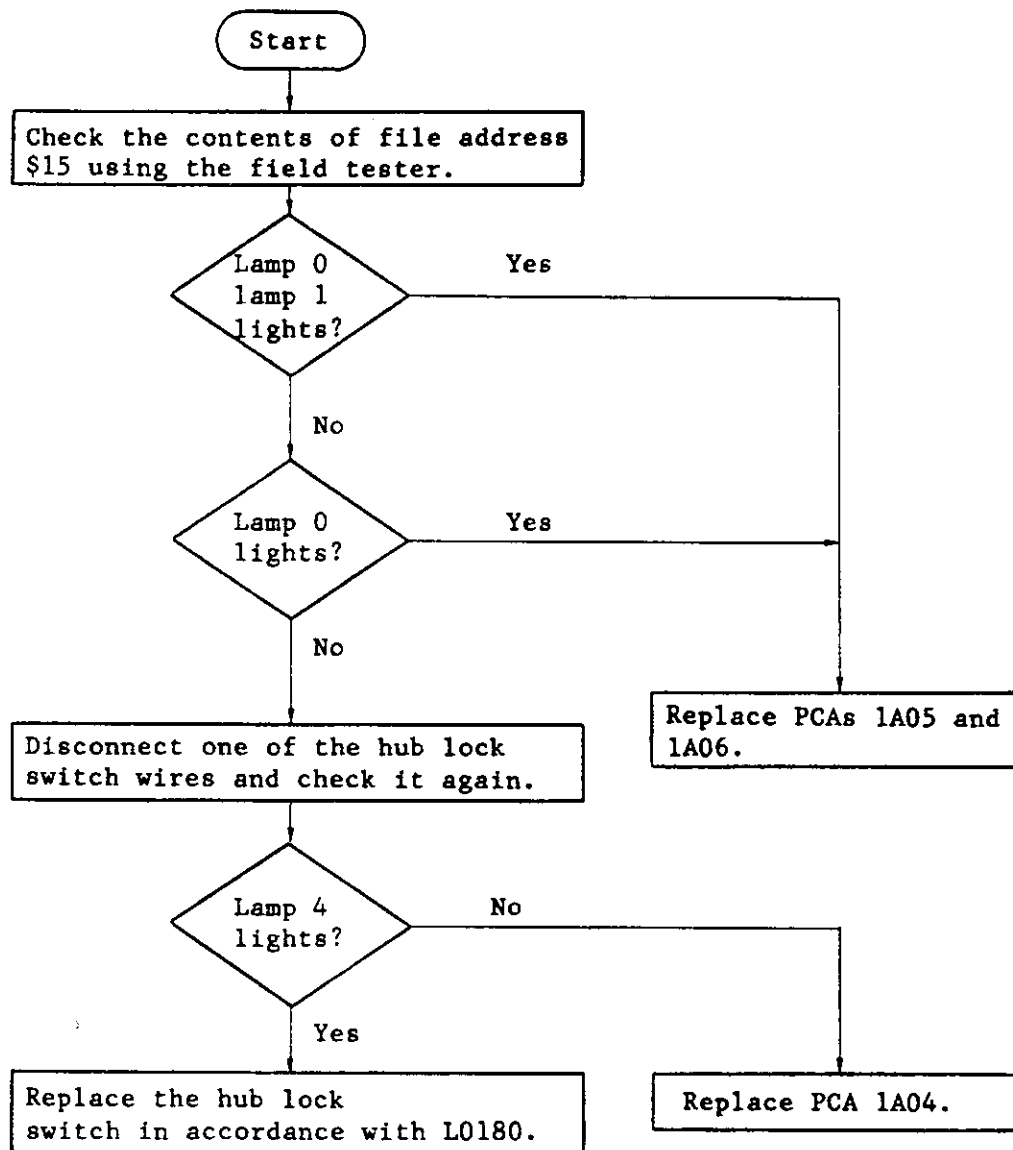 Start
Check the contents of file address
$15 using the field tester.
Lamp 0
lamp 1
lights?
Yes
No
Lamp 0
lights?
Yes
No
Replace PCAs 1A05 and
1A06.
Disconnect one of the hub lock
switch wires and check it again.
Lamp 4
lights?
No
Yes
Replace the hub lock
switch in accordance with L0180.
Replace PCA 1A04.